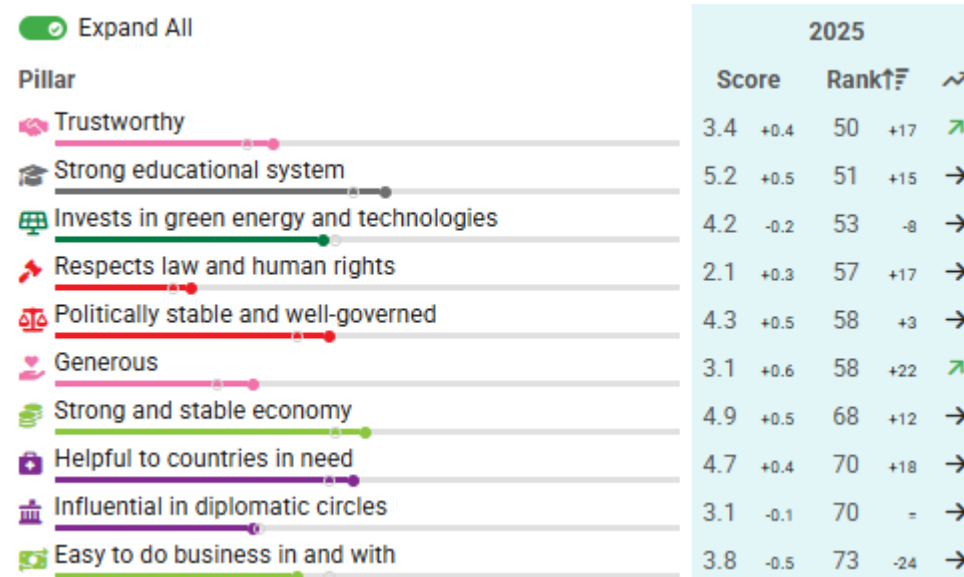 Expand All 2025
Pillar Score Rank
Trustworthy 3.4 +0.4 50 +17
Strong educational system 5.2 +0.5 51 +15
Invests in green energy and technologies 4.2 -0.2 53 -8
Respects law and human rights 2.1 +0.3 57 +17
Politically stable and well-governed 4.3 +0.5 58 +3
Generous 3.1 +0.6 58 +22
Strong and stable economy 4.9 +0.5 68 +12
Helpful to countries in need 4.7 +0.4 70 +18
Influential in diplomatic circles 3.1 -0.1 70 =
Easy to do business in and with 3.8 -0.5 73 -24